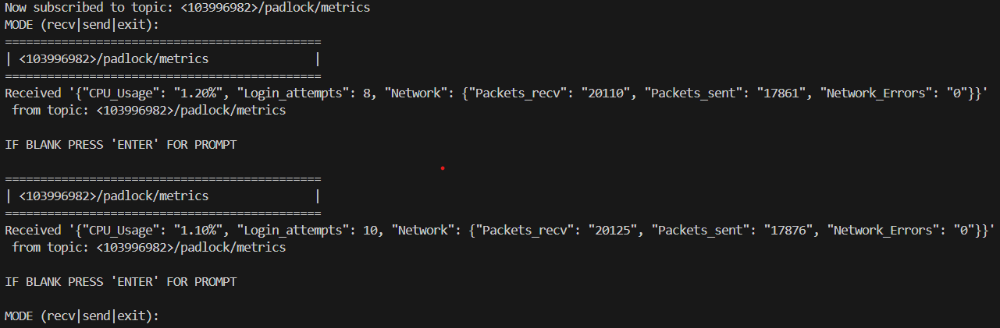 Now subscribed to topic: <103996982>/padlock/metrics
MODE (recv|send|exit):
=============================================
| <103996982>/padlock/metrics               |
=============================================
Received '{"CPU_Usage": "1.20%", "Login_attempts": 8, "Network": {"Packets_recv": "20110", "Packets_sent": "17861", "Network_Errors": "0"}}'
 from topic: <103996982>/padlock/metrics
IF BLANK PRESS 'ENTER' FOR PROMPT
=============================================
| <103996982>/padlock/metrics               |
=============================================
Received '{"CPU_Usage": "1.10%", "Login_attempts": 10, "Network": {"Packets_recv": "20125", "Packets_sent": "17876", "Network_Errors": "0"}}'
 from topic: <103996982>/padlock/metrics
IF BLANK PRESS 'ENTER' FOR PROMPT
MODE (recv|send|exit):